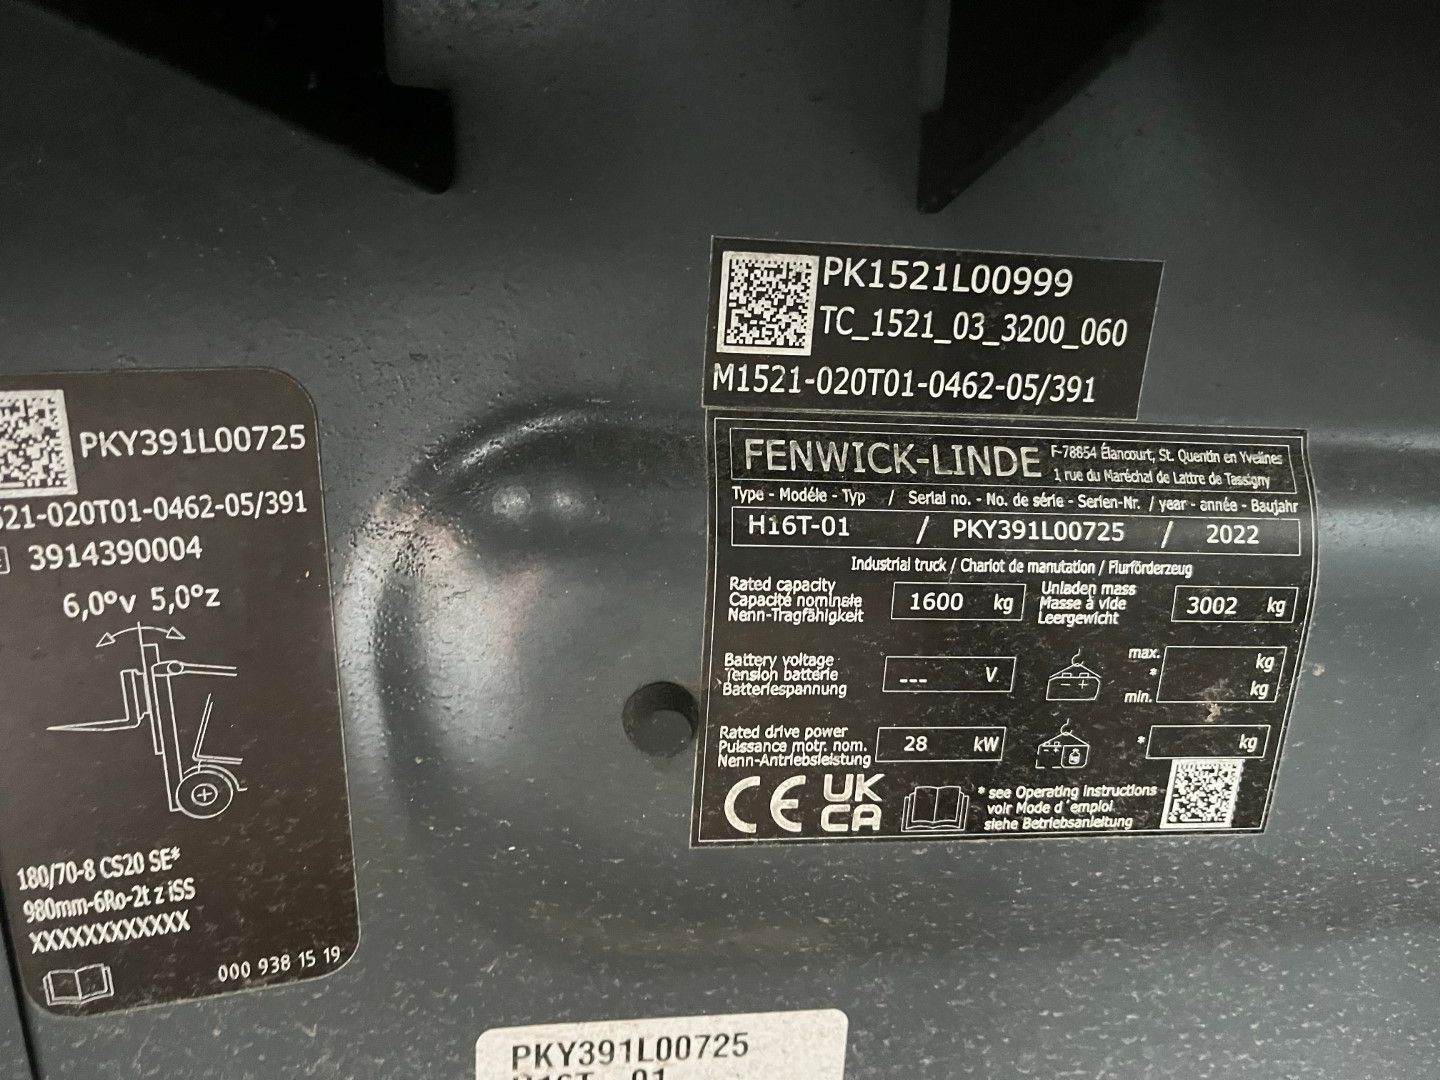 PK1521L00999
TC_1521_03_3200_060
M1521-020T01-0462-05/391
FENWICK-LINDE
F-78854 Élancourt, St. Quentin en Yvelines
1 rue du Maréchal de Lattre de Tassigny
Type - Modéle - Typ / Serial no. - No. de série - Serien-Nr. / year - année - Baujahr
H16T-01 / PKY391L00725 / 2022
Industrial truck / Chariot de manutation / Flurförderzeug
Rated capacity
Capacité nominale
Nenn-Tragfähigkeit
1600 kg
Unladen mass
Masse à vide
Leergewicht
3002 kg
Battery voltage
Tension batterie
Batteriespannung
--- V
max. kg
*
min. kg
Rated drive power
Puissance motr. nom.
Nenn-Antriebsleistung
28 kW
* kg
CE UK
CA
* see Operating instructions
voir Mode d´emploi
siehe Betriebsanleitung
PKY391L00725
521-020T01-0462-05/391
3914390004
6,0°v 5,0°z
180/70-8 CS20 SE*
980mm-6Ro-2t z iSS
XXXXXXXXXXXX
000 938 15 19
PKY391L00725
H16T-01